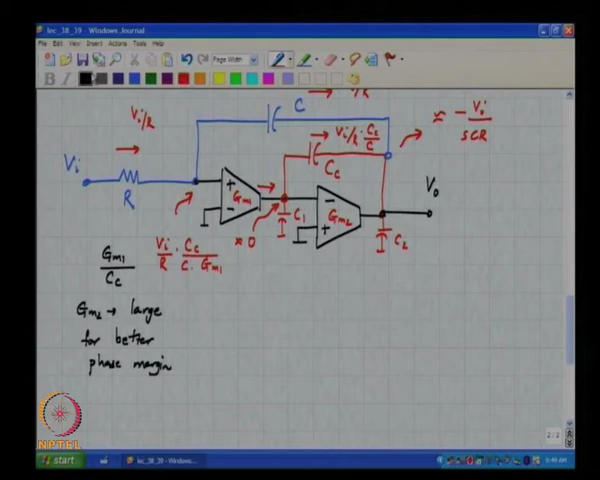 lec_38_39 - Windows Journal
File Edit View Insert Actions Tools Help
Page Width
B I
Vi/R
C
/R
Vi/R · Cc/C
≈ - Vi/sCR
Vi
R
+
Gm1
-
Cc
C1
-
Gm2
+
Vo
C2
Gm1/Cc
Vi/R · Cc/C·Gm1
≈ 0
Gm2 → large
for better
phase margin
NPTEL
2/2
start
lec_38_39 - Windows...